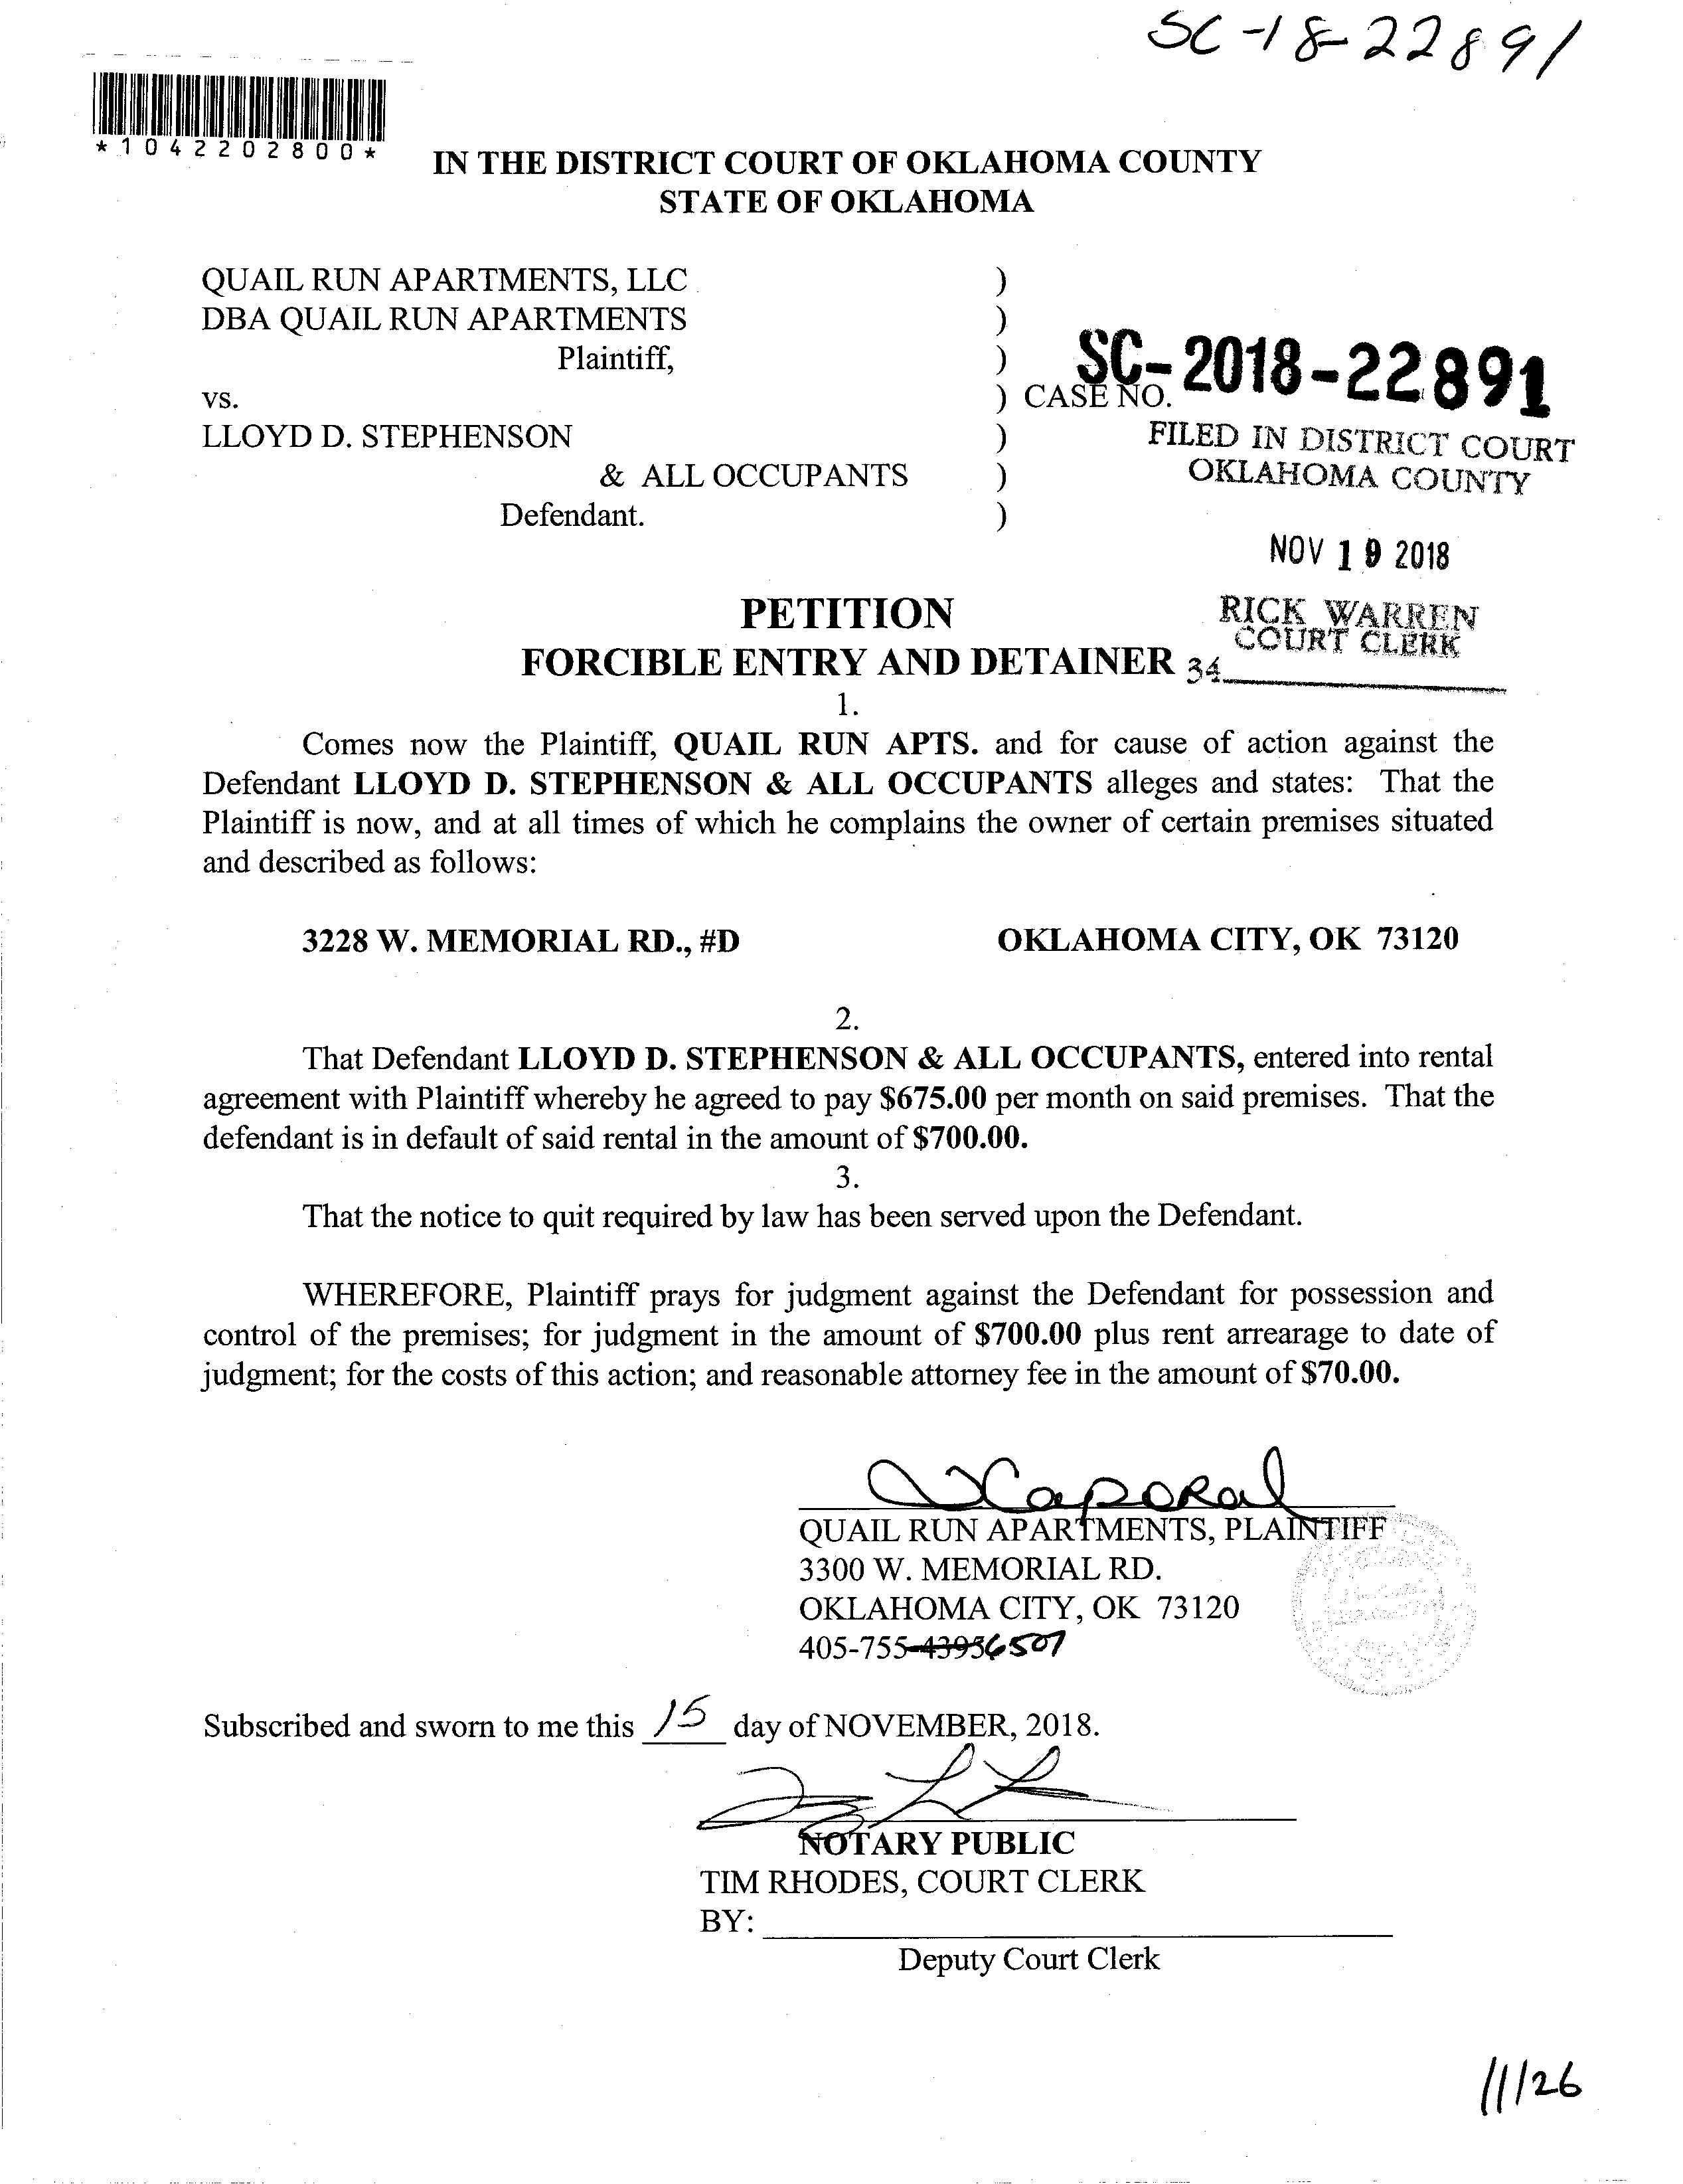 SC-18-22891
*1042202800*
IN THE DISTRICT COURT OF OKLAHOMA COUNTY
STATE OF OKLAHOMA
QUAIL RUN APARTMENTS, LLC )
DBA QUAIL RUN APARTMENTS )
Plaintiff, )
SC-2018-22891
vs. ) CASE NO.
LLOYD D. STEPHENSON )
FILED IN DISTRICT COURT
& ALL OCCUPANTS )
OKLAHOMA COUNTY
Defendant. )
NOV 19 2018
PETITION
RICK WARREN
COURT CLERK
FORCIBLE ENTRY AND DETAINER
34
1.
Comes now the Plaintiff, QUAIL RUN APTS. and for cause of action against the
Defendant LLOYD D. STEPHENSON & ALL OCCUPANTS alleges and states: That the
Plaintiff is now, and at all times of which he complains the owner of certain premises situated
and described as follows:
3228 W. MEMORIAL RD., #D OKLAHOMA CITY, OK 73120
2.
That Defendant LLOYD D. STEPHENSON & ALL OCCUPANTS, entered into rental
agreement with Plaintiff whereby he agreed to pay $675.00 per month on said premises. That the
defendant is in default of said rental in the amount of $700.00.
3.
That the notice to quit required by law has been served upon the Defendant.
WHEREFORE, Plaintiff prays for judgment against the Defendant for possession and
control of the premises; for judgment in the amount of $700.00 plus rent arrearage to date of
judgment; for the costs of this action; and reasonable attorney fee in the amount of $70.00.
Caporal
QUAIL RUN APARTMENTS, PLAINTIFF
3300 W. MEMORIAL RD.
OKLAHOMA CITY, OK 73120
405-755-4395 6507
Subscribed and sworn to me this 15 day of NOVEMBER, 2018.
NOTARY PUBLIC
TIM RHODES, COURT CLERK
BY:
Deputy Court Clerk
11/26